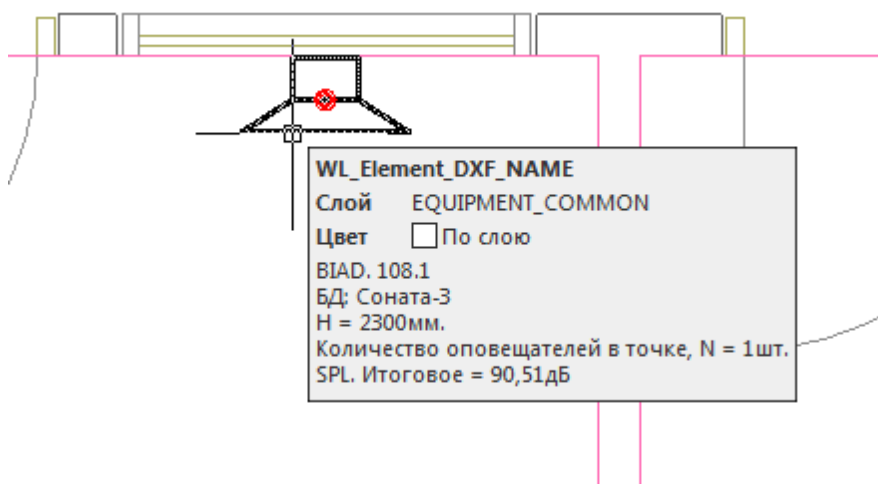 WL_Element_DXF_NAME
Слой EQUIPMENT_COMMON
Цвет По слою
BIAD. 108.1
БД: Соната-3
H = 2300мм.
Количество оповещателей в точке, N = 1шт.
SPL. Итоговое = 90,51дБ